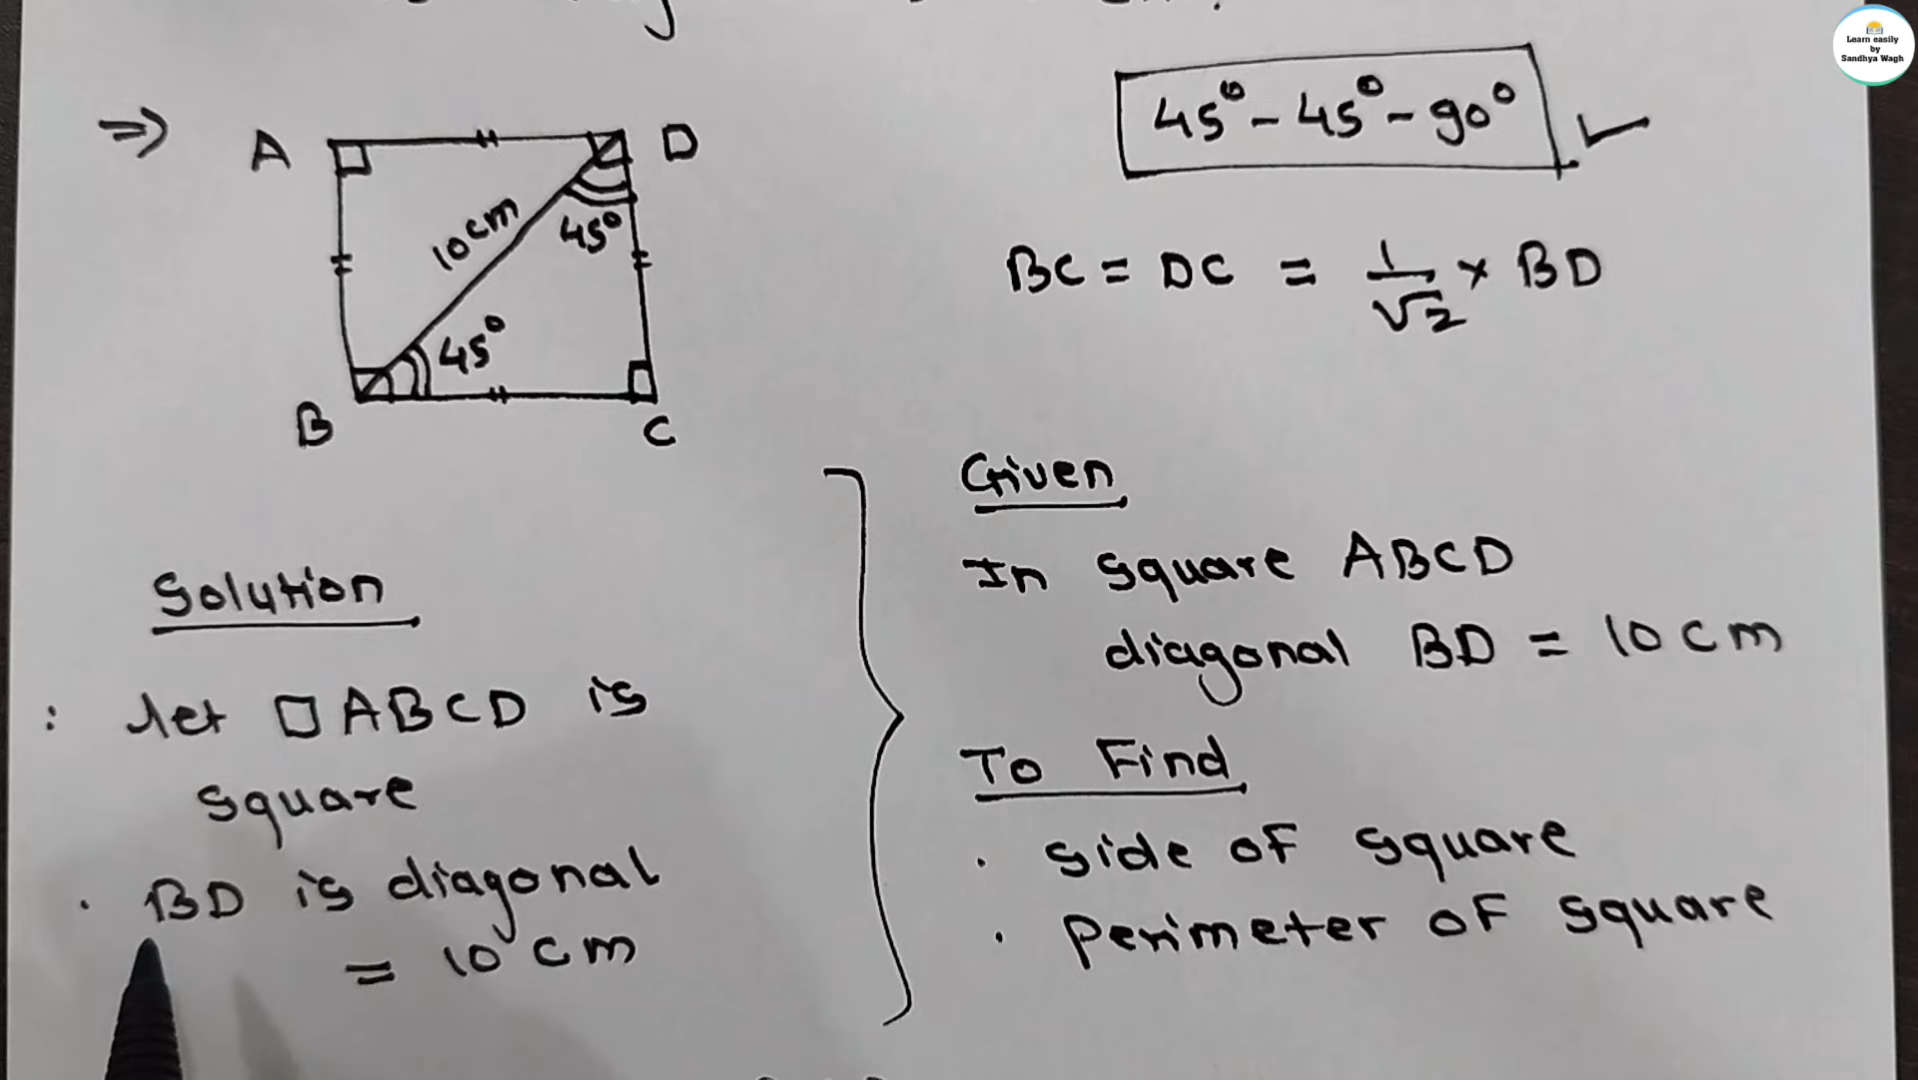 Learn easily
by
Sandhya Wagh
45° - 45° - 90°
⇒ A D
10cm
45°
45°
B C
BC = DC = 1/√2 × BD
Given
In square ABCD
diagonal BD = 10 cm
To Find
. side of square
. perimeter of square
Solution
: let □ABCD is
square
. BD is diagonal
= 10 cm